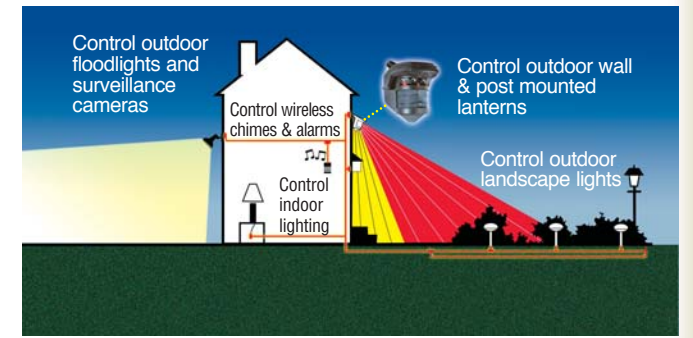 Control outdoor
floodlights and
surveillance
cameras
Control wireless
chimes & alarms
Control
indoor
lighting
Control outdoor wall
& post mounted
lanterns
Control outdoor
landscape lights